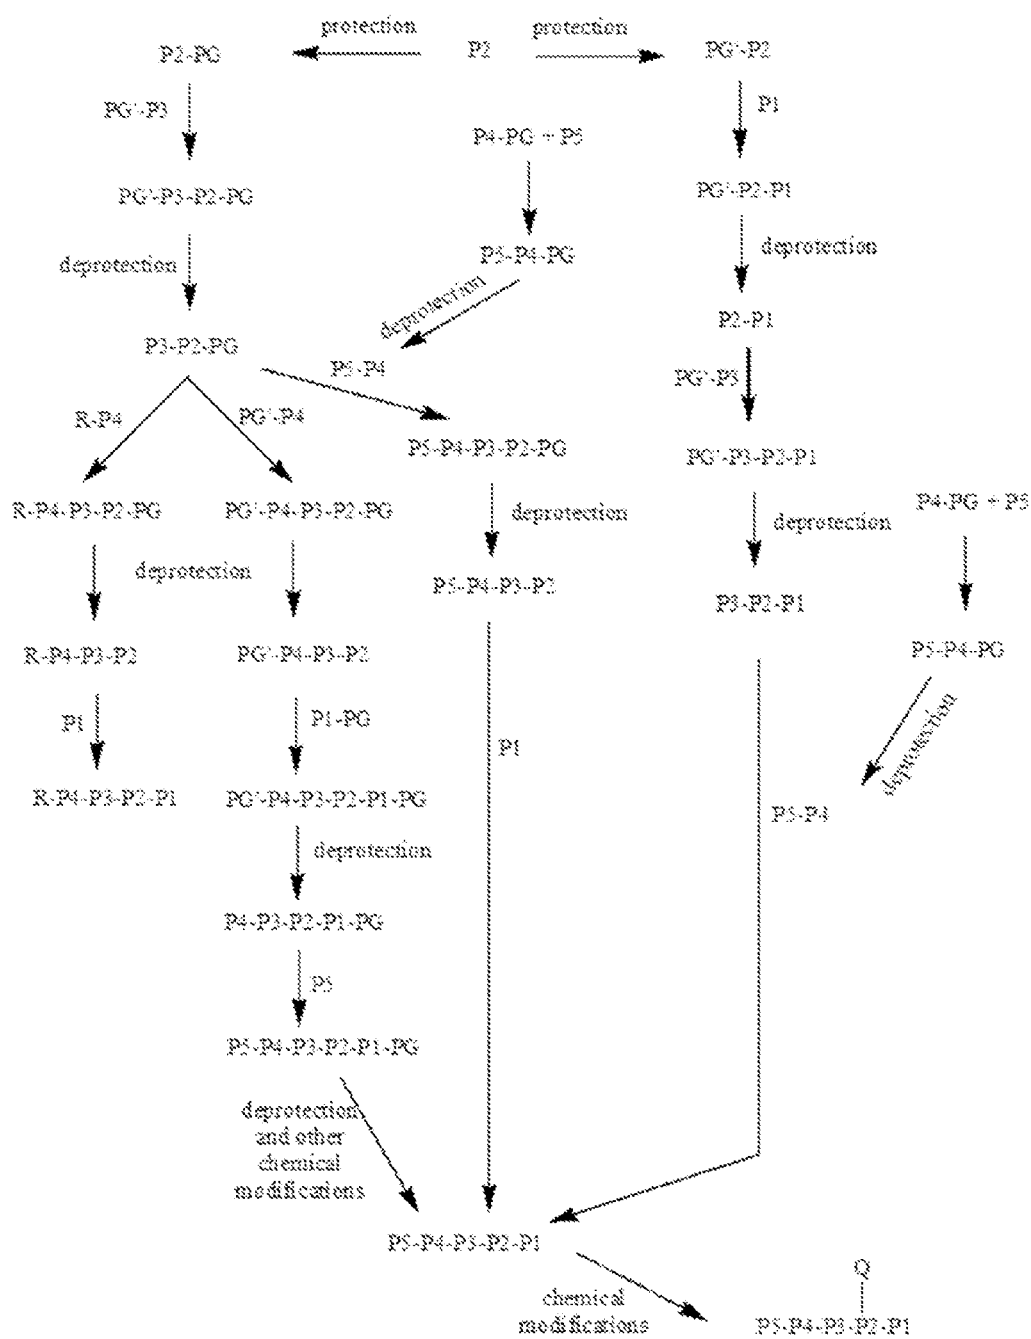 protection
protection
P2-PG
P2
PG'-P2
PG'-P3
P1
P4-PG + P5
PG'-P3-P2-PG
PG'-P2-P1
deprotection
deprotection
P5-P4-PG
deprotection
P2-P1
P3-P2-PG
P5-P4
PG'-P3
R-P4
PG'-P4
P5-P4-P3-P2-PG
PG'-P3-P2-P1
R-P4-P3-P2-PG
PG'-P4-P3-P2-PG
deprotection
deprotection
P4-PG + P5
deprotection
P5-P4-P3-P2
P3-P2-P1
R-P4-P3-P2
PG'-P4-P3-P2
P5-P4-PG
P1
P1-PG
P1
deprotection
R-P4-P3-P2-P1
PG'-P4-P3-P2-P1-PG
P5-P4
deprotection
P4-P3-P2-P1-PG
P5
P5-P4-P3-P2-P1-PG
deprotection
and other
chemical
modifications
P5-P4-P3-P2-P1
Q
chemical
modifications
P5-P4-P3-P2-P1